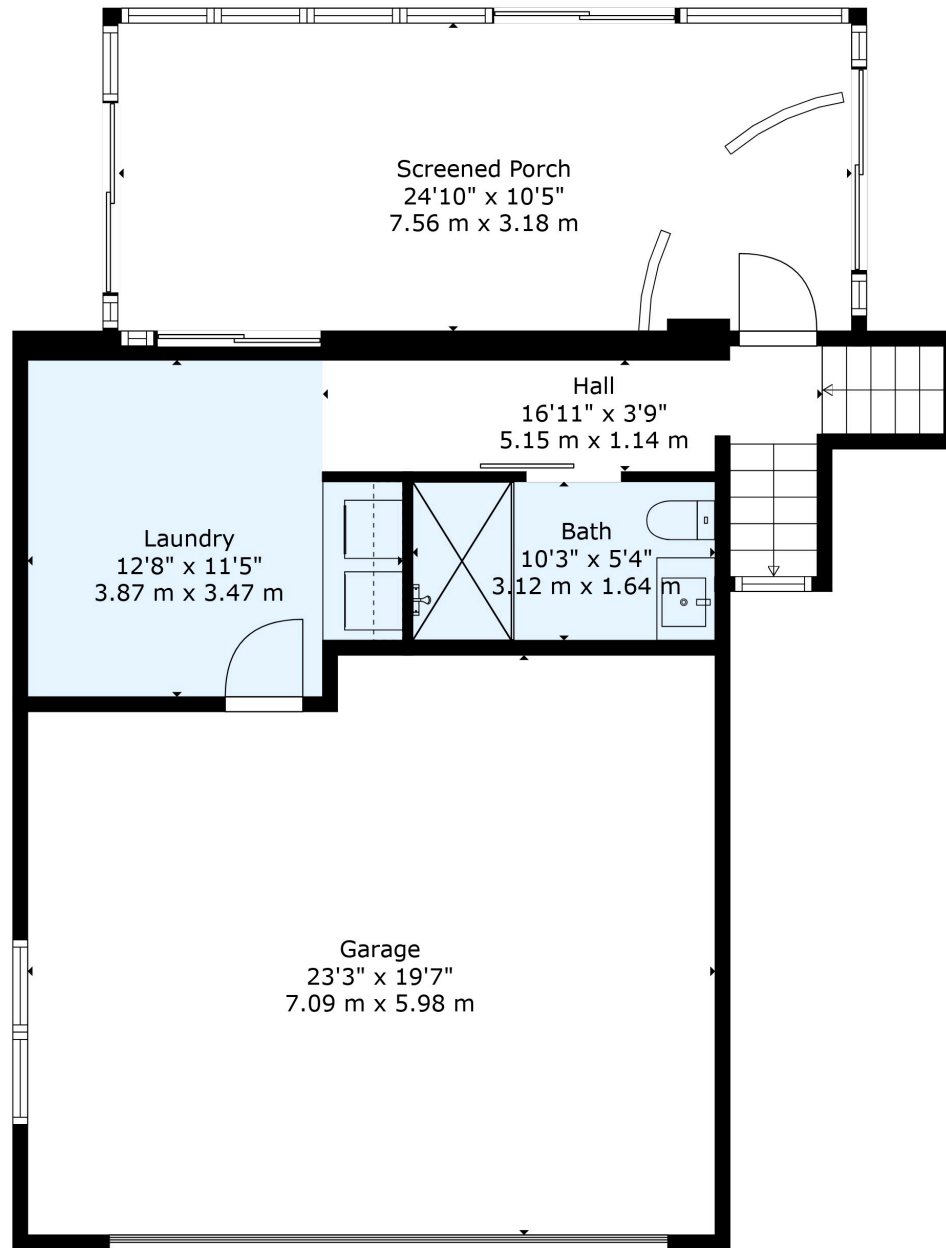 Screened Porch
24'10" x 10'5"
7.56 m x 3.18 m
Hall
16'11" x 3'9"
5.15 m x 1.14 m
Laundry
12'8" x 11'5"
3.87 m x 3.47 m
Bath
10'3" x 5'4"
3.12 m x 1.64 m
Garage
23'3" x 19'7"
7.09 m x 5.98 m